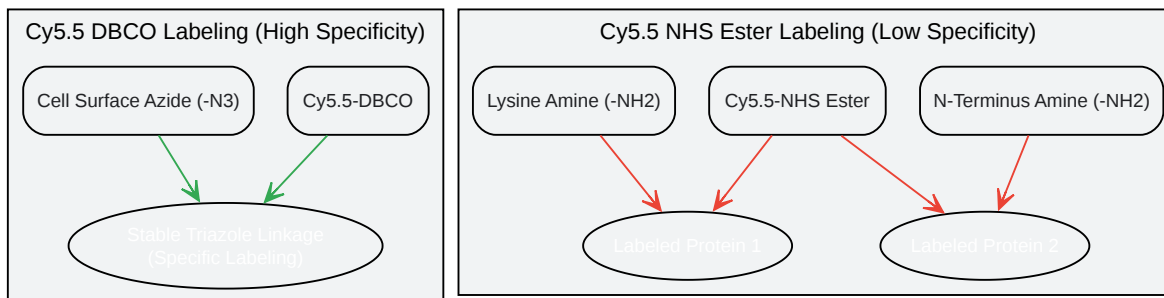 Cy5.5 DBCO Labeling (High Specificity)
Cell Surface Azide (-N3)
Cy5.5-DBCO
Stable Triazole Linkage
(Specific Labeling)
Cy5.5 NHS Ester Labeling (Low Specificity)
Lysine Amine (-NH2)
Cy5.5-NHS Ester
N-Terminus Amine (-NH2)
Labeled Protein 1
Labeled Protein 2